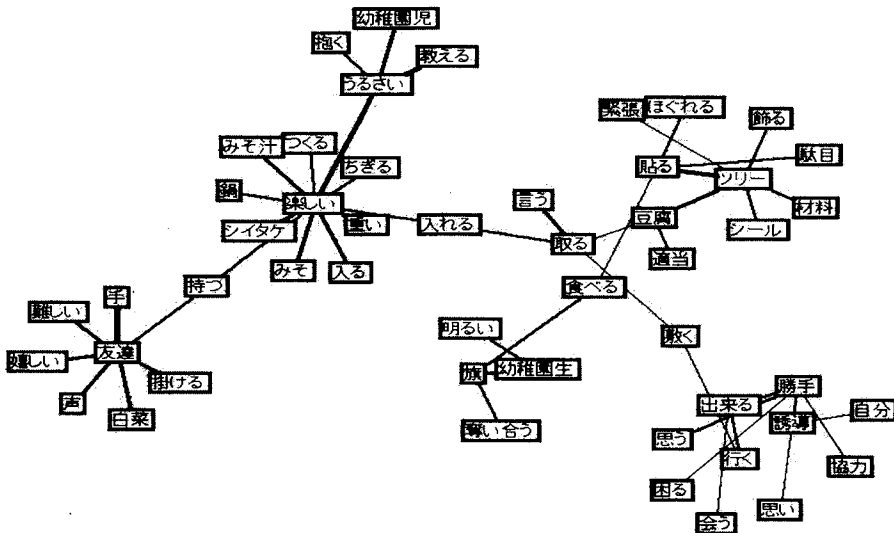 幼稚園児
抱く
教える
うるさい
みそ汁
つくる
ちぎる
鍋
楽しい
重い
シイタケ
みそ
入る
入れる
持つ
手
難しい
友達
嬉しい
掛ける
声
白菜
緊張
ほぐれる
飾る
駄目
貼る
ツリー
材料
シール
豆腐
適当
言う
取る
食べる
明るい
旗
幼稚園生
奪い合う
敷く
勝手
出来る
誘導
自分
思う
行く
協力
困る
思い
会う